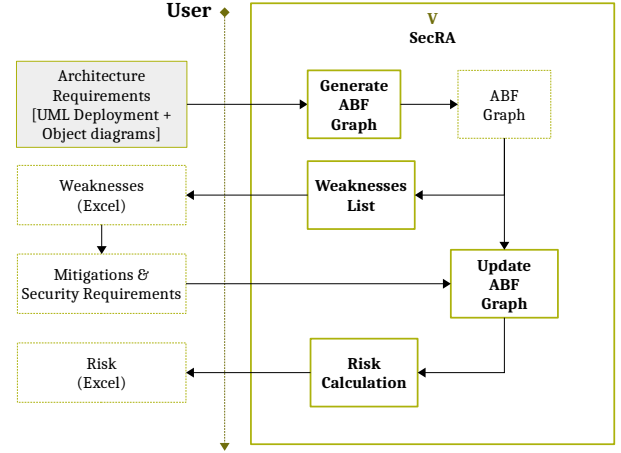 User
V
SecRA
Architecture
Requirements
[UML Deployment +
Object diagrams]
Generate
ABF
Graph
ABF
Graph
Weaknesses
(Excel)
Weaknesses
List
Mitigations &
Security Requirements
Update
ABF
Graph
Risk
(Excel)
Risk
Calculation